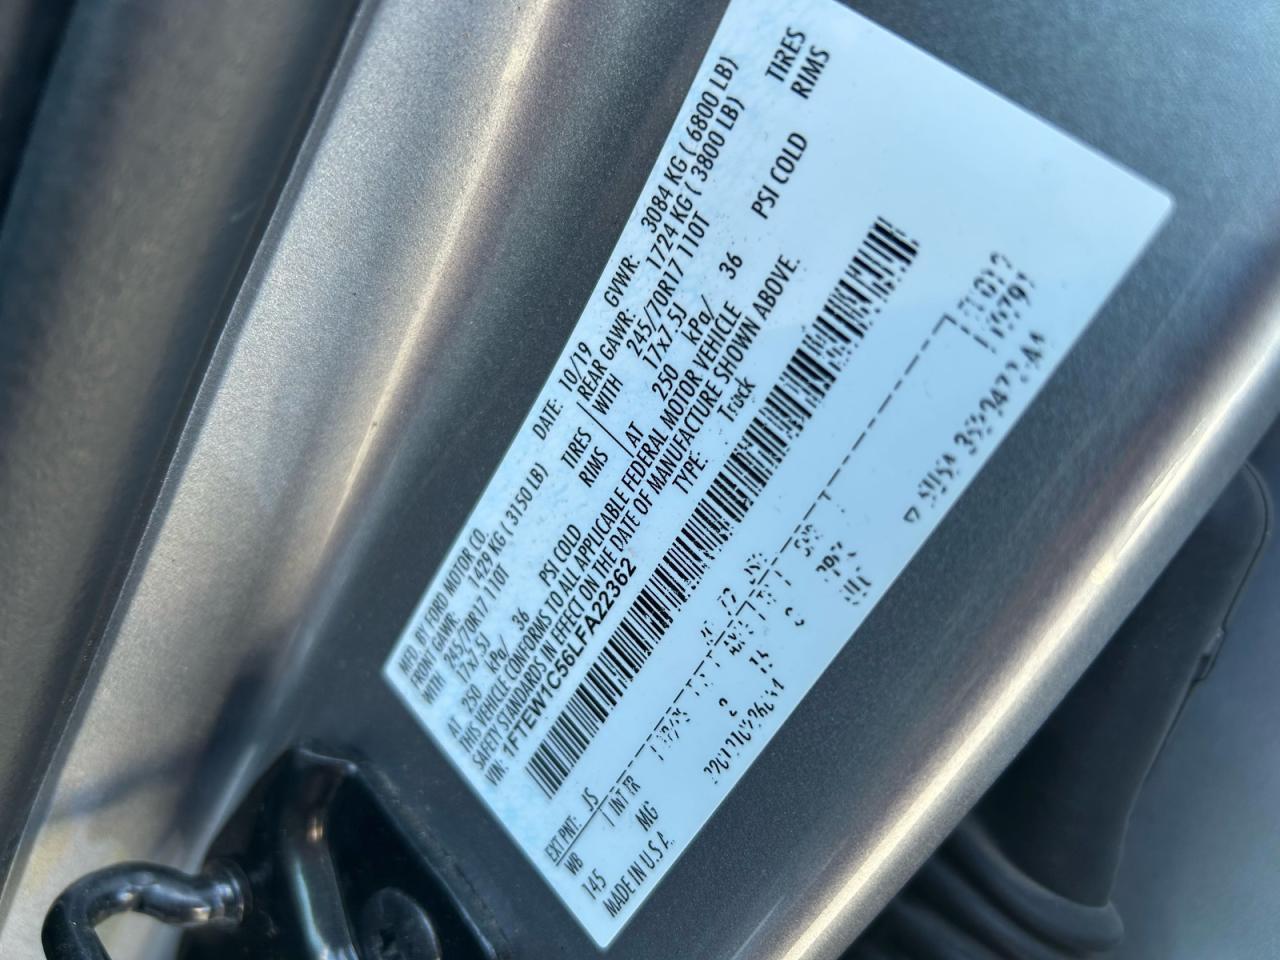 MFD. BY FORD MOTOR CO.
DATE: 10/19 GVWR: 3084 KG ( 6800 LB)
FRONT GAWR: 1429 KG ( 3150 LB) REAR GAWR: 1724 KG ( 3800 LB)
WITH 245/70R17 110T TIRES WITH 245/70R17 110T TIRES
17x7.5J RIMS 17x7.5J RIMS
AT 250 kPa/ 36 PSI COLD AT 250 kPa/ 36 PSI COLD
THIS VEHICLE CONFORMS TO ALL APPLICABLE FEDERAL MOTOR VEHICLE
SAFETY STANDARDS IN EFFECT ON THE DATE OF MANUFACTURE SHOWN ABOVE.
VIN: 1FTEW1C56LFA22362 TYPE: Truck
EXT PNT: JS
WB INT TR
145 MG 2
MADE IN U.S.A.